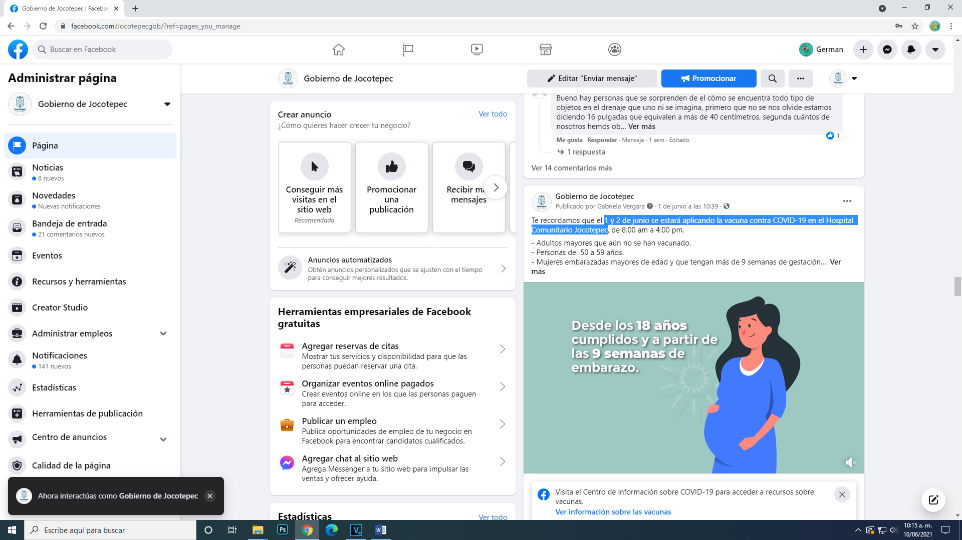 Gobierno de Jocotepec | Facebook
facebook.com/Jocotepecgob/?ref=pages_you_manage
Buscar en Facebook
German
Administrar página
Gobierno de Jocotepec
Página
Noticias
8 nuevos
Novedades
Nuevas notificaciones
Bandeja de entrada
21 comentarios nuevos
Eventos
Recursos y herramientas
Creator Studio
Administrar empleos
Notificaciones
141 nuevos
Estadísticas
Herramientas de publicación
Centro de anuncios
Calidad de la página
Ahora interactúas como Gobierno de Jocotepec
Gobierno de Jocotepec
Editar "Enviar mensaje"
Promocionar
Crear anuncio
Ver todo
¿Cómo quieres hacer crecer tu negocio?
Conseguir más
visitas en el
sitio web
Recomendado
Promocionar
una
publicación
Recibir más
mensajes
Anuncios automatizados
Obtén anuncios personalizados que se ajusten con el tiempo
para conseguir mejores resultados.
Herramientas empresariales de Facebook
gratuitas
Agregar reservas de citas
Mostrar tus servicios y disponibilidad para que las
personas puedan reservar una cita.
Organizar eventos online pagados
Crear eventos online en los que las personas paguen
para acceder.
Publicar un empleo
Publica oportunidades de empleo de tu negocio en
Facebook para encontrar candidatos cualificados.
Agregar chat al sitio web
Agrega Messenger a tu sitio web para impulsar las
ventas y ofrecer ayuda.
Estadísticas
Ver todo
Bueno hay personas que se sorprenden de el cómo se encuentra todo tipo de
objetos en el drenaje que uno ni se imagina, primero que no se nos olvide estamos
diciendo 16 pulgadas que equivalen a más de 40 centímetros, segunda cuántos de
nosotros hemos ob... Ver más
1
Me gusta · Responder · Mensaje · 1 sem · Editado
1 respuesta
Ver 14 comentarios más
Gobierno de Jocotepec
Publicado por Gabriela Vergara · 1 de junio a las 10:39 ·
Te recordamos que el 1 y 2 de junio se estará aplicando la vacuna contra COVID-19 en el Hospital
Comunitario Jocotepec, de 8:00 am a 4:00 pm.
- Adultos mayores que aún no se han vacunado.
- Personas de 50 a 59 años.
- Mujeres embarazadas mayores de edad y que tengan más de 9 semanas de gestación.... Ver
más
Desde los 18 años
cumplidos y a partir de
las 9 semanas de
embarazo.
Visita el Centro de información sobre COVID-19 para acceder a recursos sobre
vacunas.
Ver información sobre las vacunas
Escribe aquí para buscar
10:15 a. m.
10/06/2021